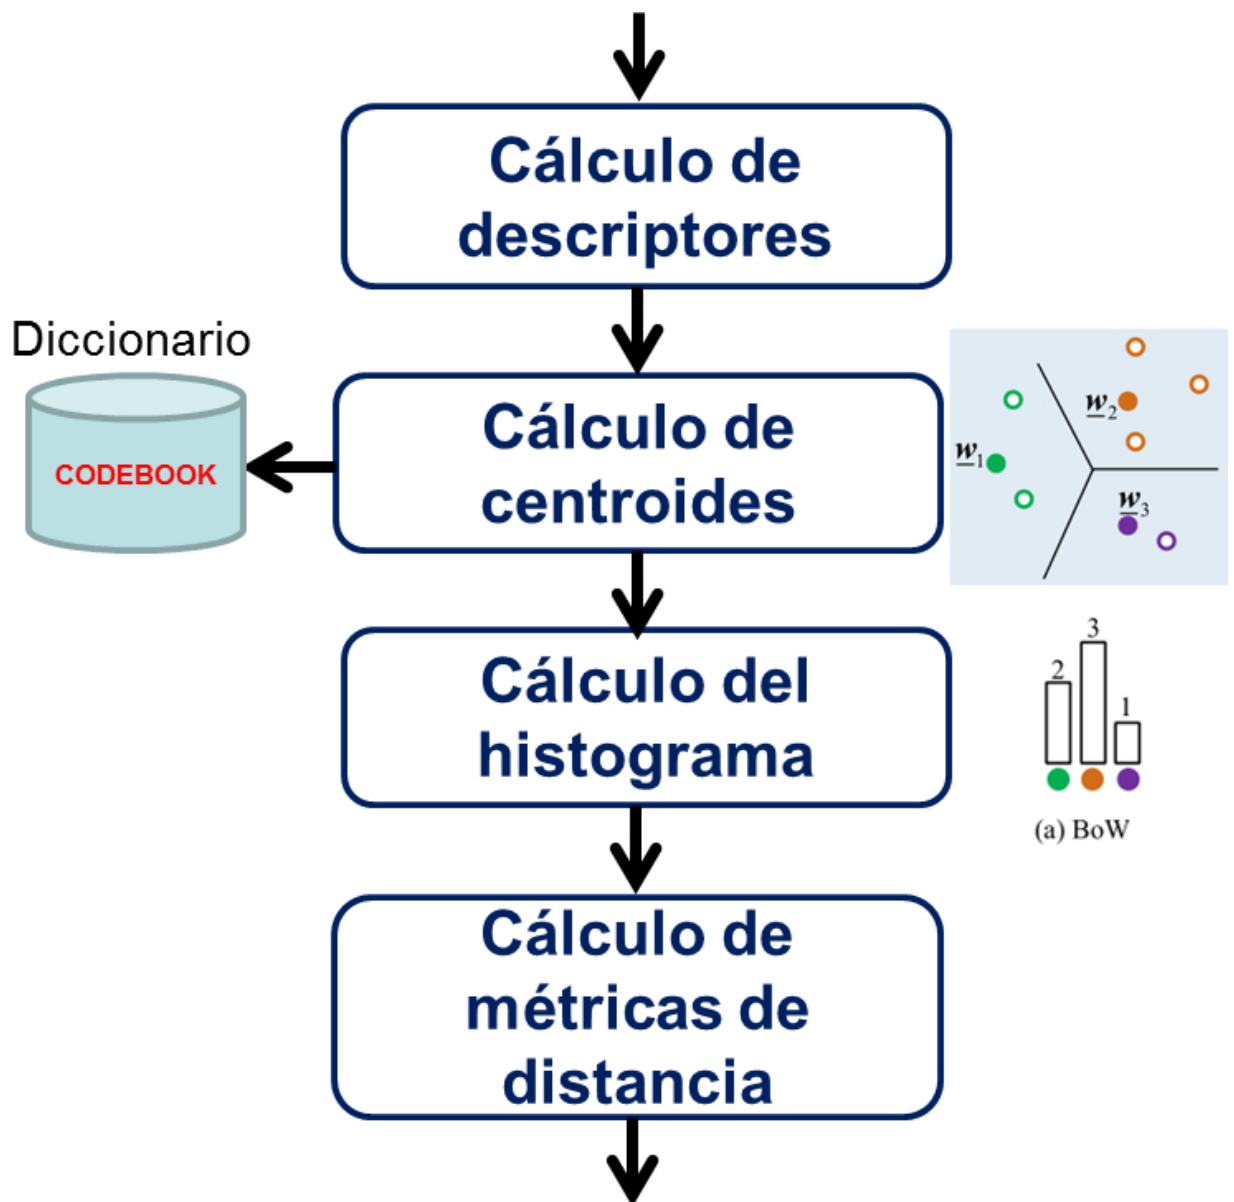 Cálculo de
descriptores
Diccionario
CODEBOOK
Cálculo de
centroides
w1
w2
w3
Cálculo del
histograma
2
3
1
(a) BoW
Cálculo de
métricas de
distancia